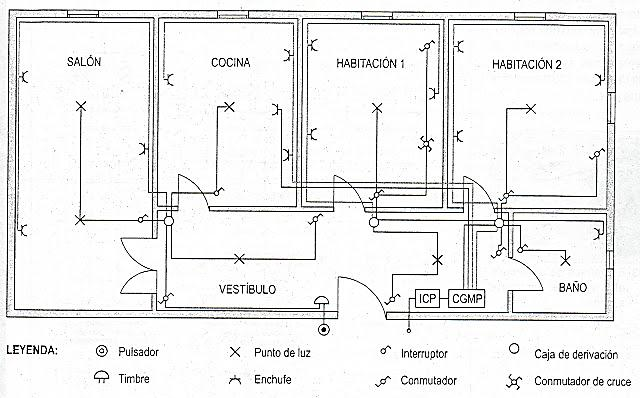 SALÓN
COCINA
HABITACIÓN 1
HABITACIÓN 2
VESTÍBULO
ICP
CGMP
BAÑO
LEYENDA:
Pulsador
Punto de luz
Interruptor
Caja de derivación
Timbre
Enchufe
Conmutador
Conmutador de cruce